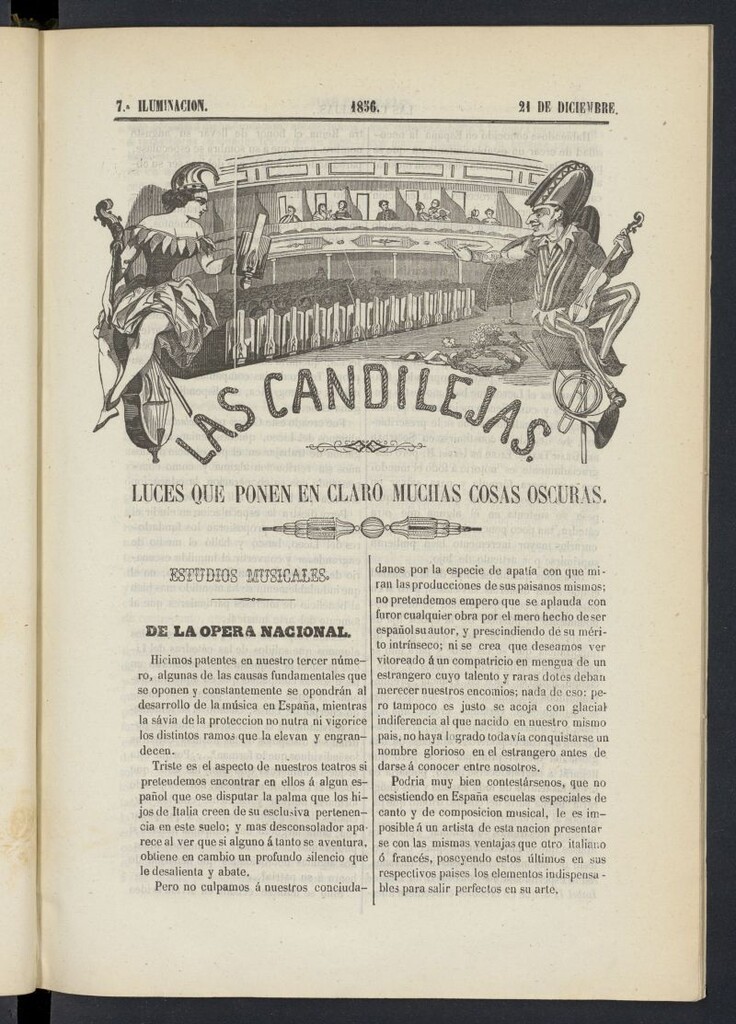 7.ª ILUMINACION. 1856. 21 DE DICIEMBRE.
LAS CANDILEJAS.
LUCES QUE PONEN EN CLARO MUCHAS COSAS OSCURAS.
ESTUDIOS MUSICALES.
DE LA OPERA NACIONAL.
Hicimos patentes en nuestro tercer núme-
ro, algunas de las causas fundamentales que
se oponen y constantemente se opondrán al
desarrollo de la música en España, mientras
la sávia de la proteccion no nutra ni vigorice
los distintos ramos que la elevan y engran-
decen.
Triste es el aspecto de nuestros teatros si
pretendemos encontrar en ellos á algun es-
pañol que ose disputar la palma que los hi-
jos de Italia creen de su esclusiva pertenen-
cia en este suelo; y mas desconsolador apa-
rece al ver que si alguno á tanto se aventura,
obtiene en cambio un profundo silencio que
le desalienta y abate.
Pero no culpamos á nuestros conciuda-
danos por la especie de apatía con que mi-
ran las producciones de sus paisanos mismos;
no pretendemos empero que se aplauda con
furor cualquier obra por el mero hecho de ser
español su autor, y prescindiendo de su méri-
to intrínseco; ni se crea que deseamos ver
vitoreado á un compatricio en mengua de un
estrangero cuyo talento y raras dotes deban
merecer nuestros encomios; nada de eso: pe-
ro tampoco es justo se acoja con glacial
indiferencia al que nacido en nuestro mismo
pais, no haya logrado todavía conquistarse un
nombre glorioso en el estrangero antes de
darse á conocer entre nosotros.
Podria muy bien contestársenos, que no
ecsistiendo en España escuelas especiales de
canto y de composicion musical, le es im-
posible á un artista de esta nacion presentar
se con las mismas ventajas que otro italiano
ó francés, poseyendo estos últimos en sus
respectivos paises los elementos indispensa-
bles para salir perfectos en su arte.